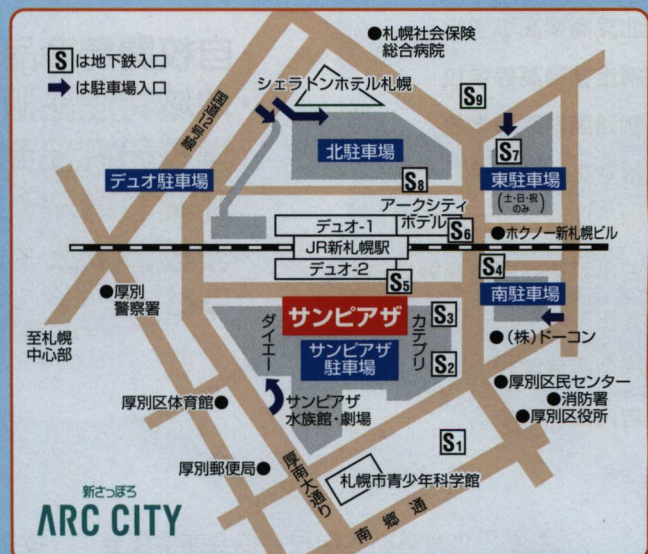 ●札幌社会保険
総合病院
S は地下鉄入口
➡ は駐車場入口
シェラトンホテル札幌
S9
国道12号線
北駐車場
S7
デュオ駐車場
S8
東駐車場
(土・日・祝
のみ)
アークシティ
ホテル
デュオ-1
S6
●ホクノー新札幌ビル
JR新札幌駅
デュオ-2
S5
S4
●厚別
警察署
南駐車場
至札幌
中心部
ダイエー
サンピアザ
カテプリ
S3
サンピアザ
駐車場
●(株)ドーコン
S2
●厚別区民センター
●消防署
●厚別区役所
厚別区体育館●
サンピアザ
水族館・劇場
S1
厚別郵便局●
厚南大通り
札幌市青少年科学館
南郷通
新さっぽろ
ARC CITY